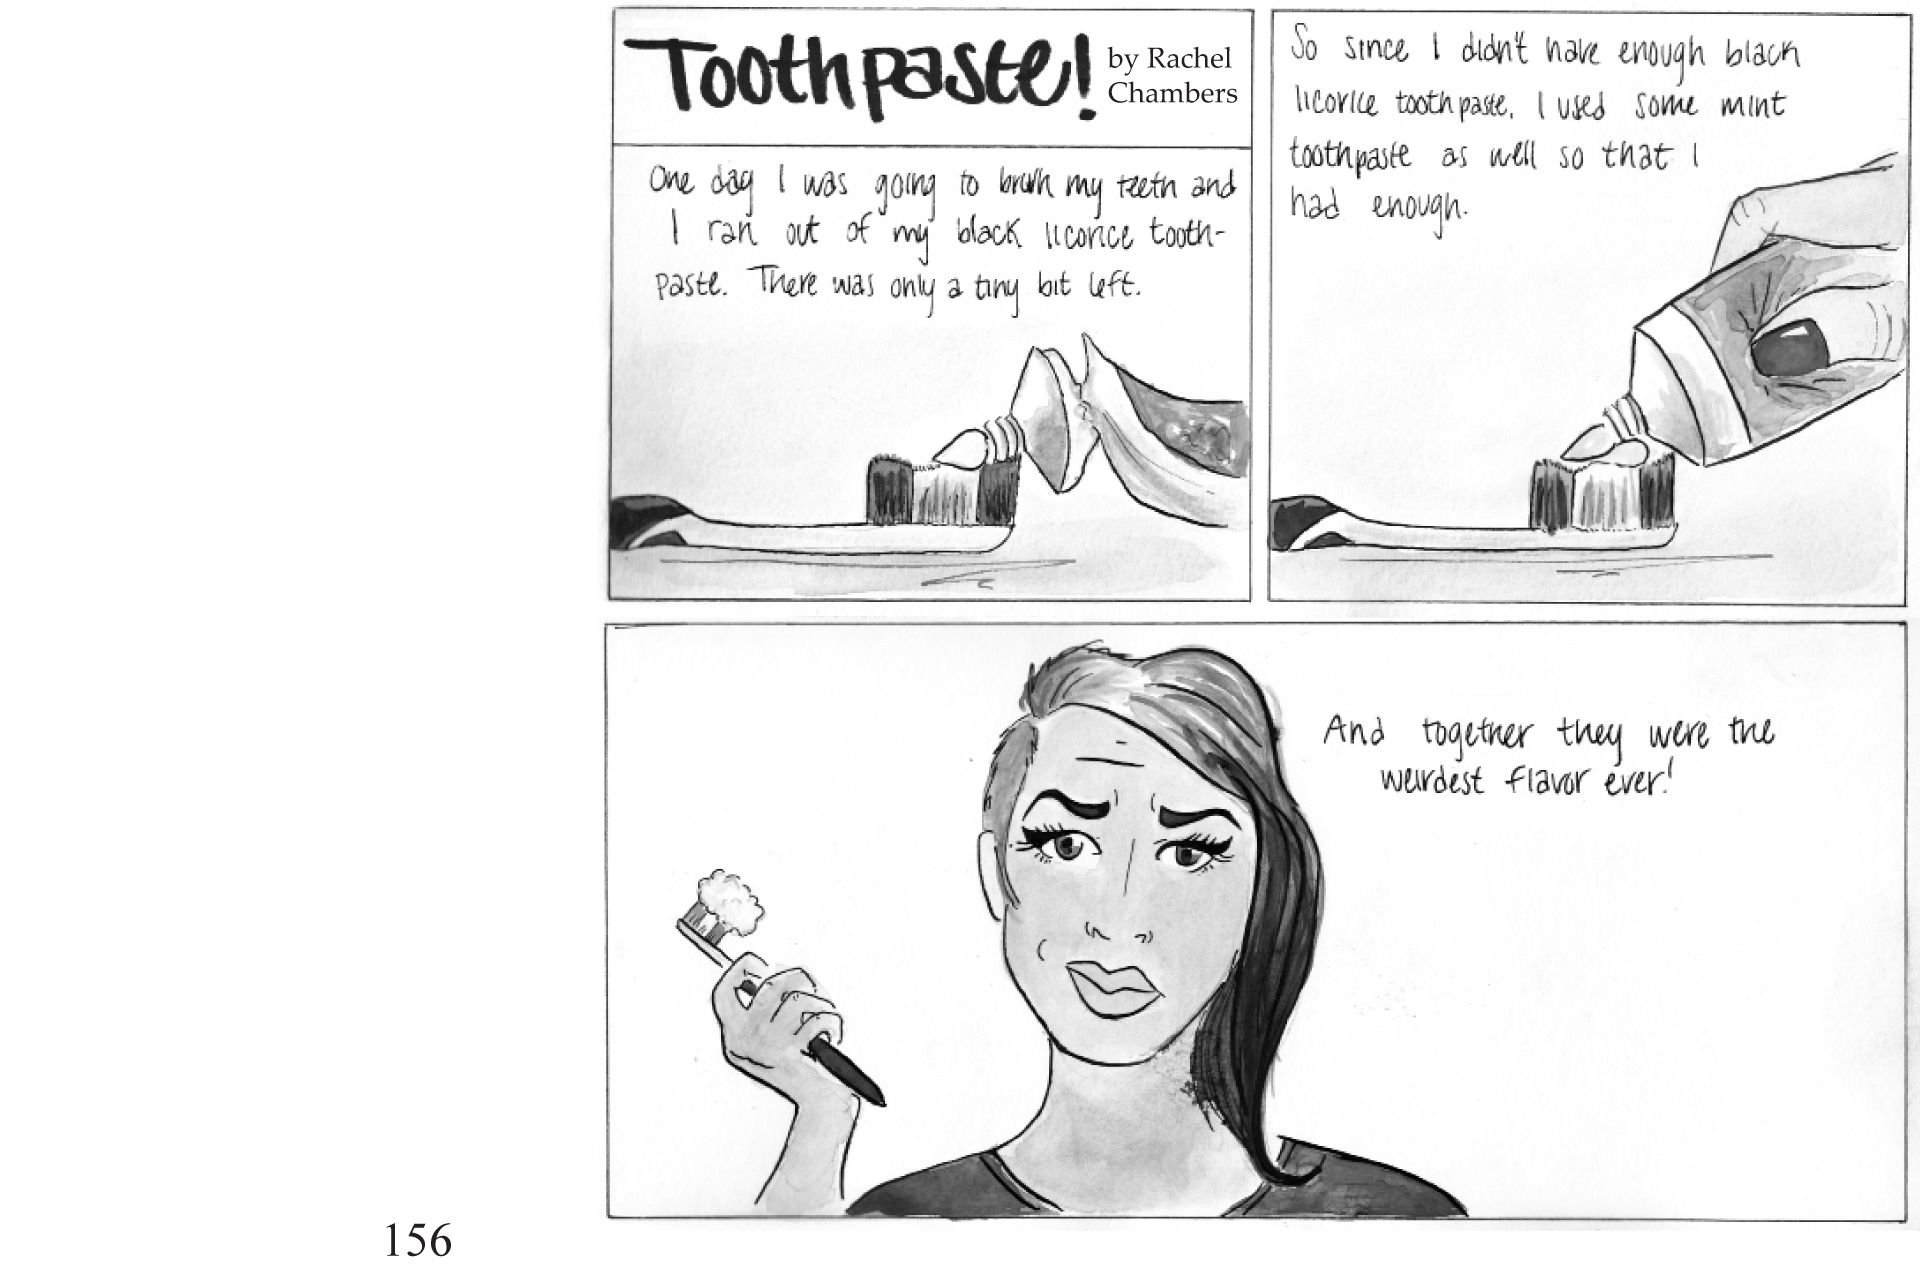 Toothpaste!
by Rachel
Chambers
One day I was going to brush my teeth and
I ran out of my black licorice tooth-
paste. There was only a tiny bit left.
So since I didn't have enough black
licorice toothpaste, I used some mint
toothpaste as well so that I
had enough.
And together they were the
weirdest flavor ever!
156